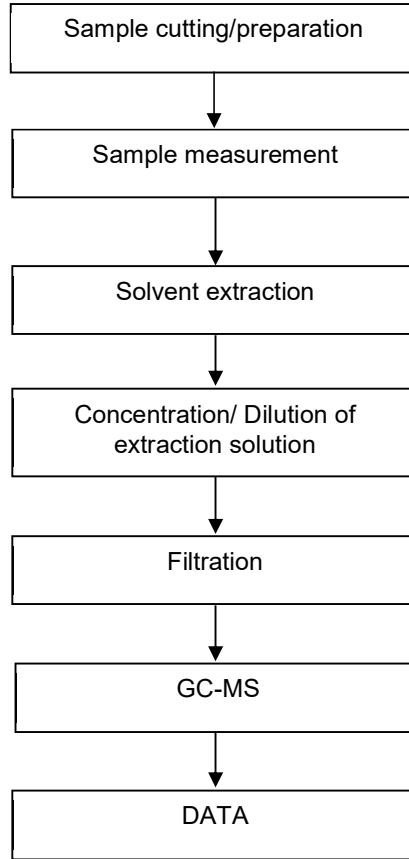 Sample cutting/preparation
Sample measurement
Solvent extraction
Concentration/ Dilution of
extraction solution
Filtration
GC-MS
DATA